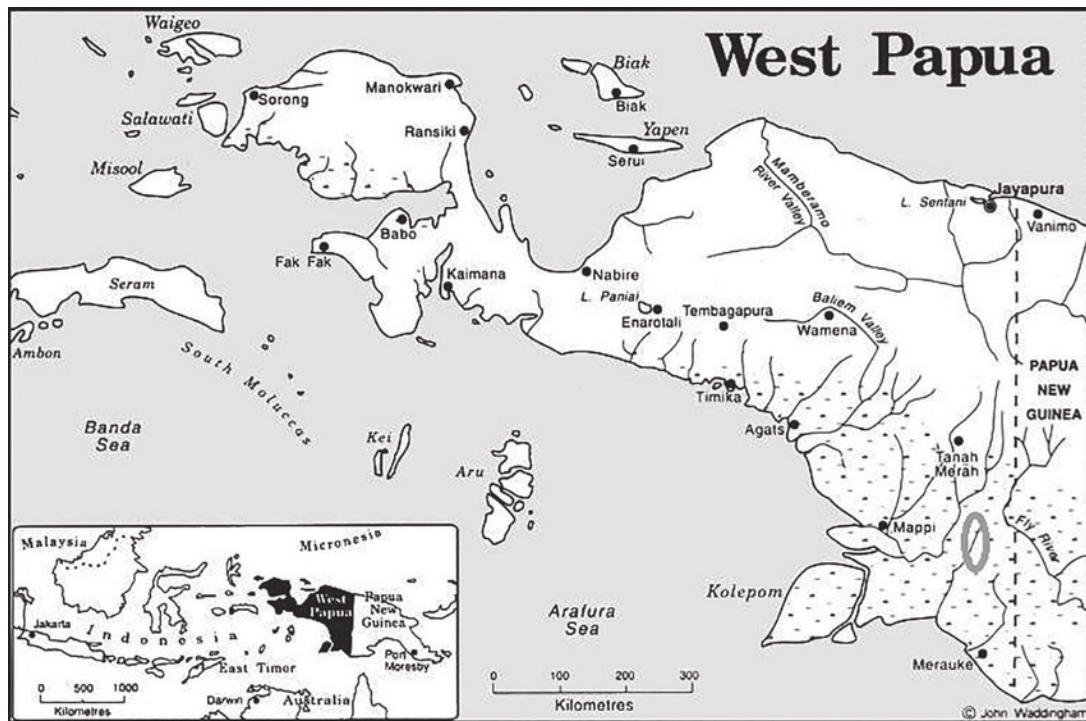 West Papua
Waigeo
Biak
Manokwari
Sorong
Biak
Salawati
Ransiki
Yapen
Misool
Serui
Mamberamo
River Valley
Jayapura
L. Sentani
Vanimo
Babo
Fak Fak
Kaimana
Nabire
Seram
L. Paniai
Enarotali
Tembagapura
Baliem Valley
Wamena
Ambon
South Moluccas
PAPUA
NEW
GUINEA
Timika
Banda
Sea
Kei
Agats
Aru
Tanah
Merah
Mappi
Fly River
Kolepom
Arafura
Sea
Merauke
0 100 200 300
Kilometres
Malaysia
Micronesia
West
Papua
Papua
New
Guinea
Jakarta
Indonesia
Port
Moresby
East Timor
0 500 1000
Kilometres
Darwin
Australia
© John Waddingham